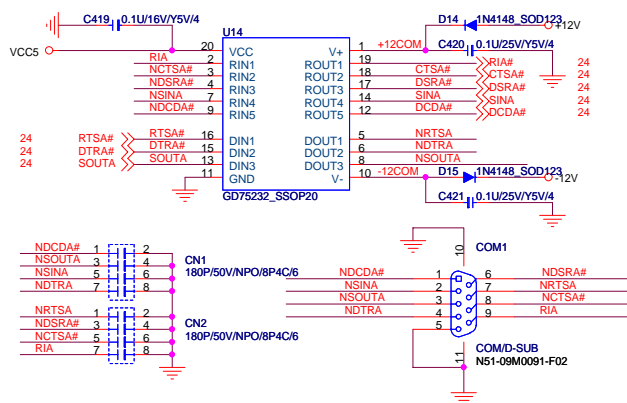 C419 0.1U/16V/Y5V/4
U14
D14 1N4148_SOD123 +12V
VCC5
20 VCC V+ 1 +12COM
C420 0.1U/25V/Y5V/4
RIA 2 RIN1 ROUT1 19 RIA# 24
NCTSA# 3 RIN2 ROUT2 18 CTSA# CTSA# 24
NDSRA# 4 RIN3 ROUT3 17 DSRA# DSRA# 24
NSINA 7 RIN4 ROUT4 14 SINA SINA 24
NDCDA# 9 RIN5 ROUT5 12 DCDA# DCDA# 24
24 RTSA# RTSA# 16 DIN1 DOUT1 5 NRTSA
24 DTRA# DTRA# 15 DIN2 DOUT2 6 NDTRA
24 SOUTA SOUTA 13 DIN3 DOUT3 8 NSOUTA
11 GND V- 10 -12COM D15 1N4148_SOD123 -12V
GD75232_SSOP20
C421 0.1U/25V/Y5V/4
NDCDA# 1 2
NSOUTA 3 4 CN1
NSINA 5 6 180P/50V/NPO/8P4C/6
NDTRA 7 8
NRTSA 1 2
NDSRA# 3 4 CN2
NCTSA# 5 6 180P/50V/NPO/8P4C/6
RIA 7 8
10 COM1
NDCDA# 1 6 NDSRA#
NSINA 2 7 NRTSA
NSOUTA 3 8 NCTSA#
NDTRA 4 9 RIA
5
11 COM/D-SUB
N51-09M0091-F02